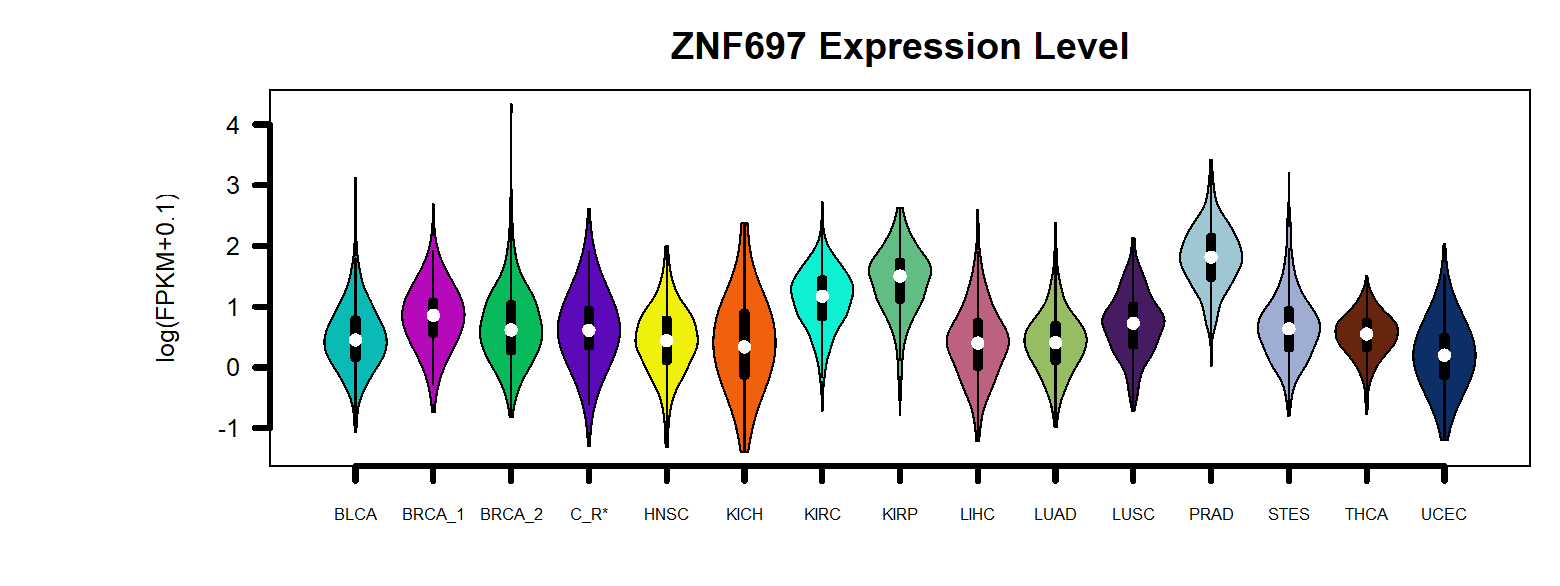 ZNF697 Expression Level
log(FPKM+0.1)
4
3
2
1
0
-1
BLCA BRCA_1 BRCA_2 C_R* HNSC KICH KIRC KIRP LIHC LUAD LUSC PRAD STES THCA UCEC